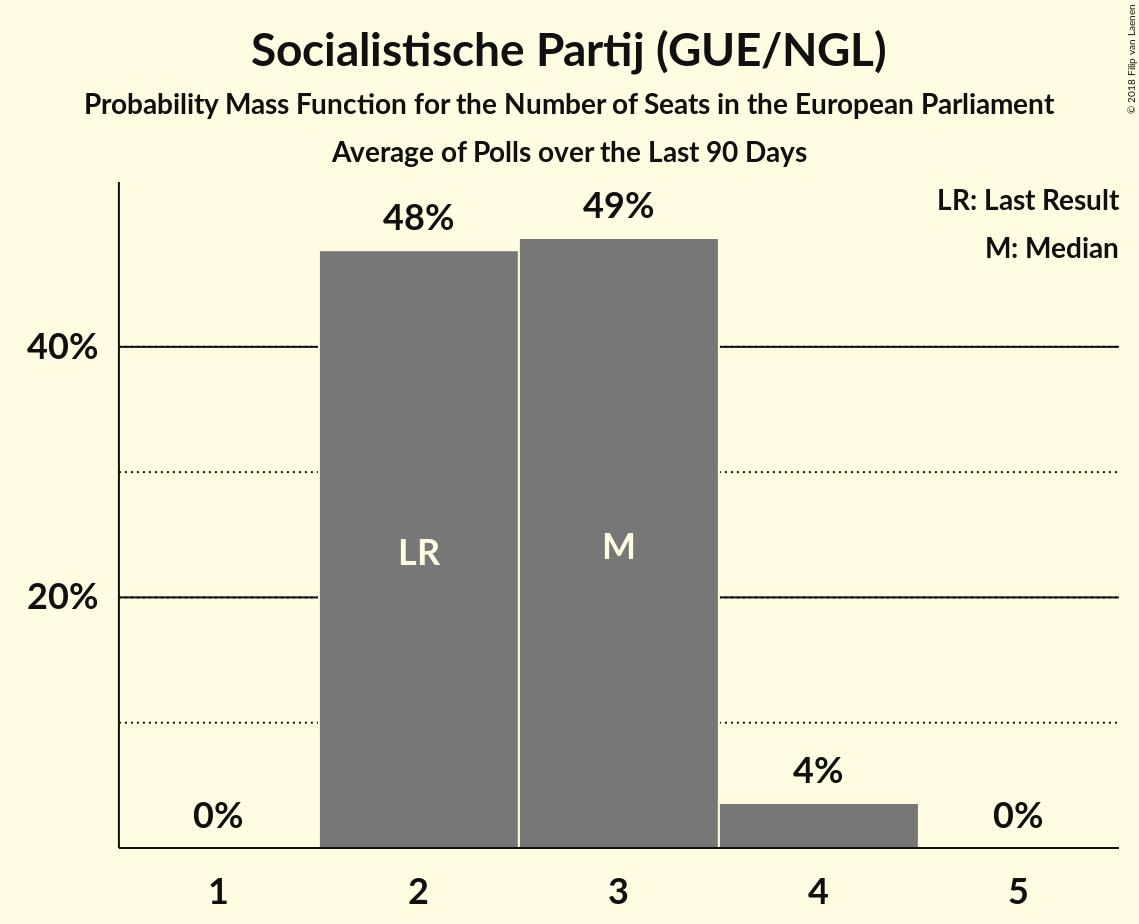 Socialistische Partij (GUE/NGL)
Probability Mass Function for the Number of Seats in the European Parliament
Average of Polls over the Last 90 Days
© 2018 Filip van Laenen
LR: Last Result
M: Median
48%
49%
40%
LR
M
20%
4%
0%
0%
1
2
3
4
5